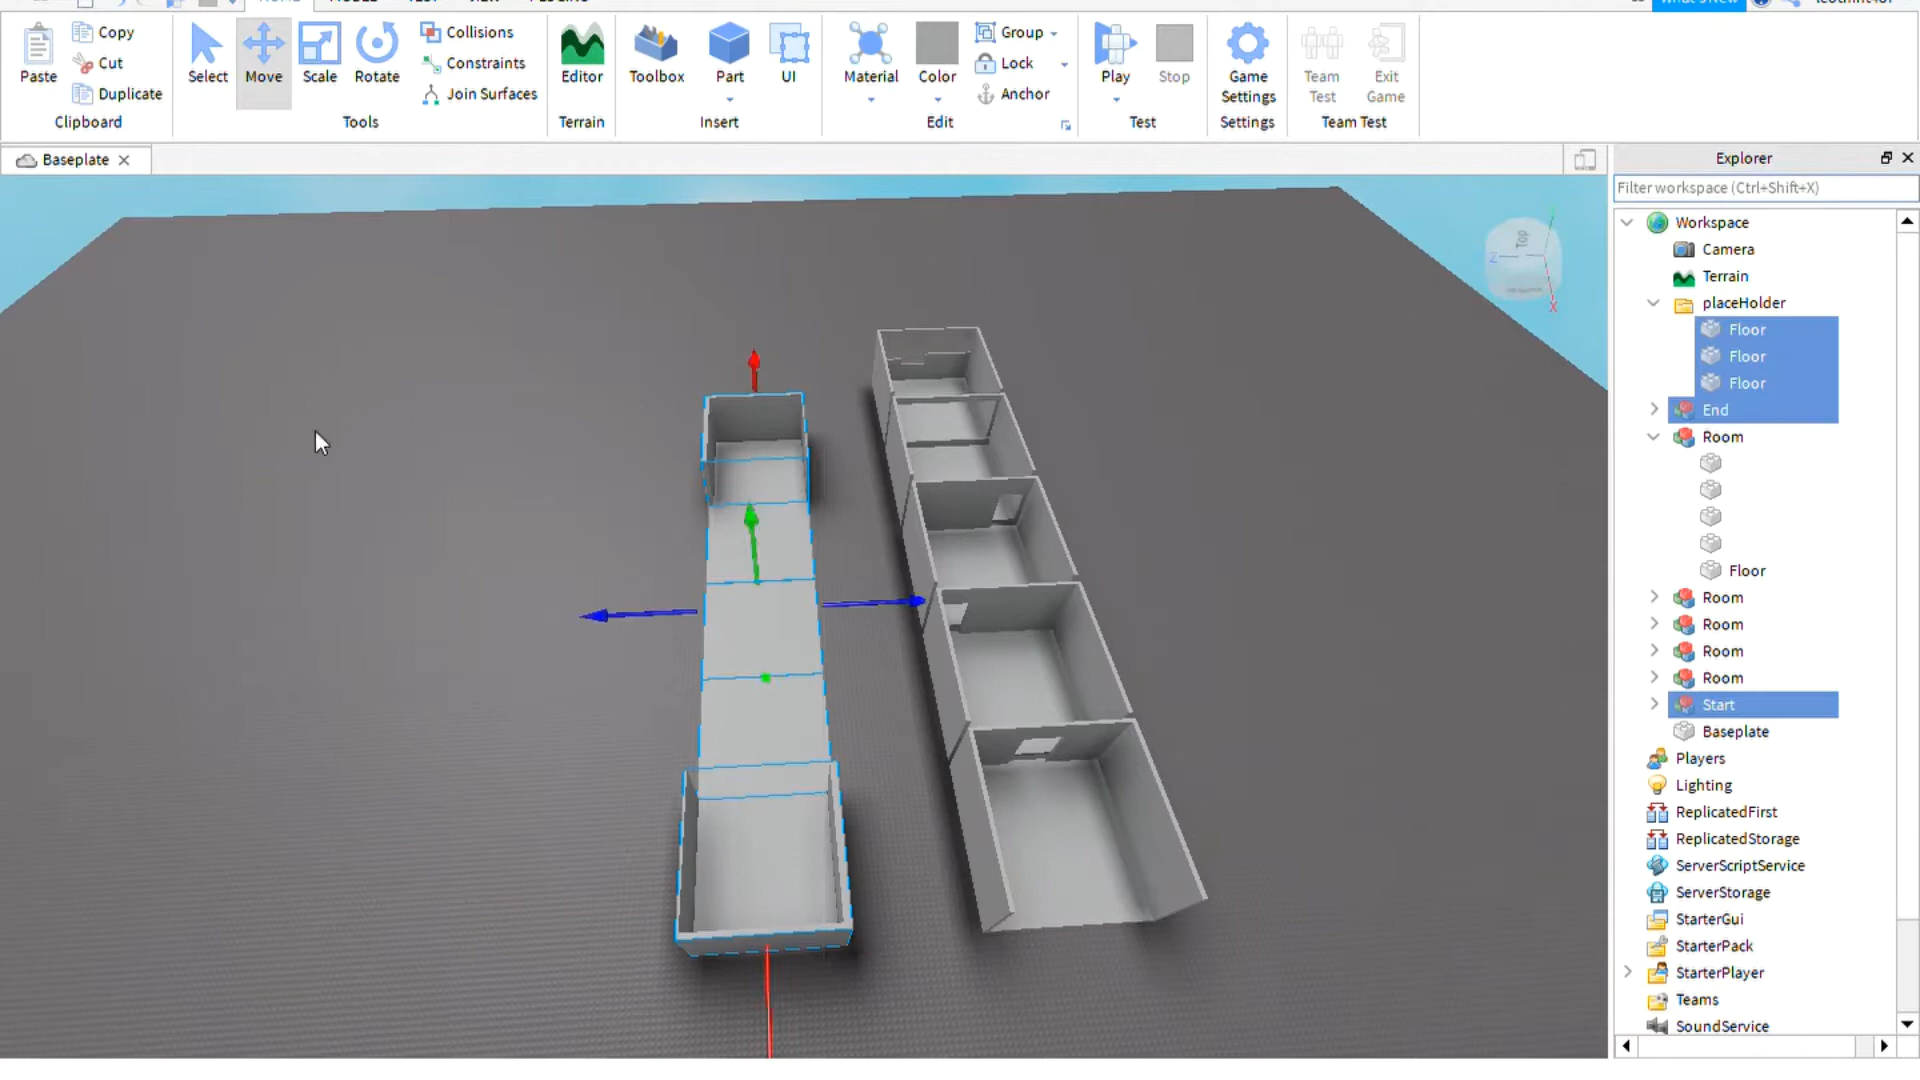 Paste Copy Cut Duplicate Select Move Scale Rotate Collisions Constraints Join Surfaces Editor Toolbox Part UI Material Color Group Lock Anchor Play Stop Game Settings Team Test Exit Game
Clipboard Tools Terrain Insert Edit Test Settings Team Test
Baseplate
Top
Z
X
Explorer
Filter workspace (Ctrl+Shift+X)
Workspace
Camera
Terrain
placeHolder
Floor
Floor
Floor
End
Room
Floor
Room
Room
Room
Room
Start
Baseplate
Players
Lighting
ReplicatedFirst
ReplicatedStorage
ServerScriptService
ServerStorage
StarterGui
StarterPack
StarterPlayer
Teams
SoundService